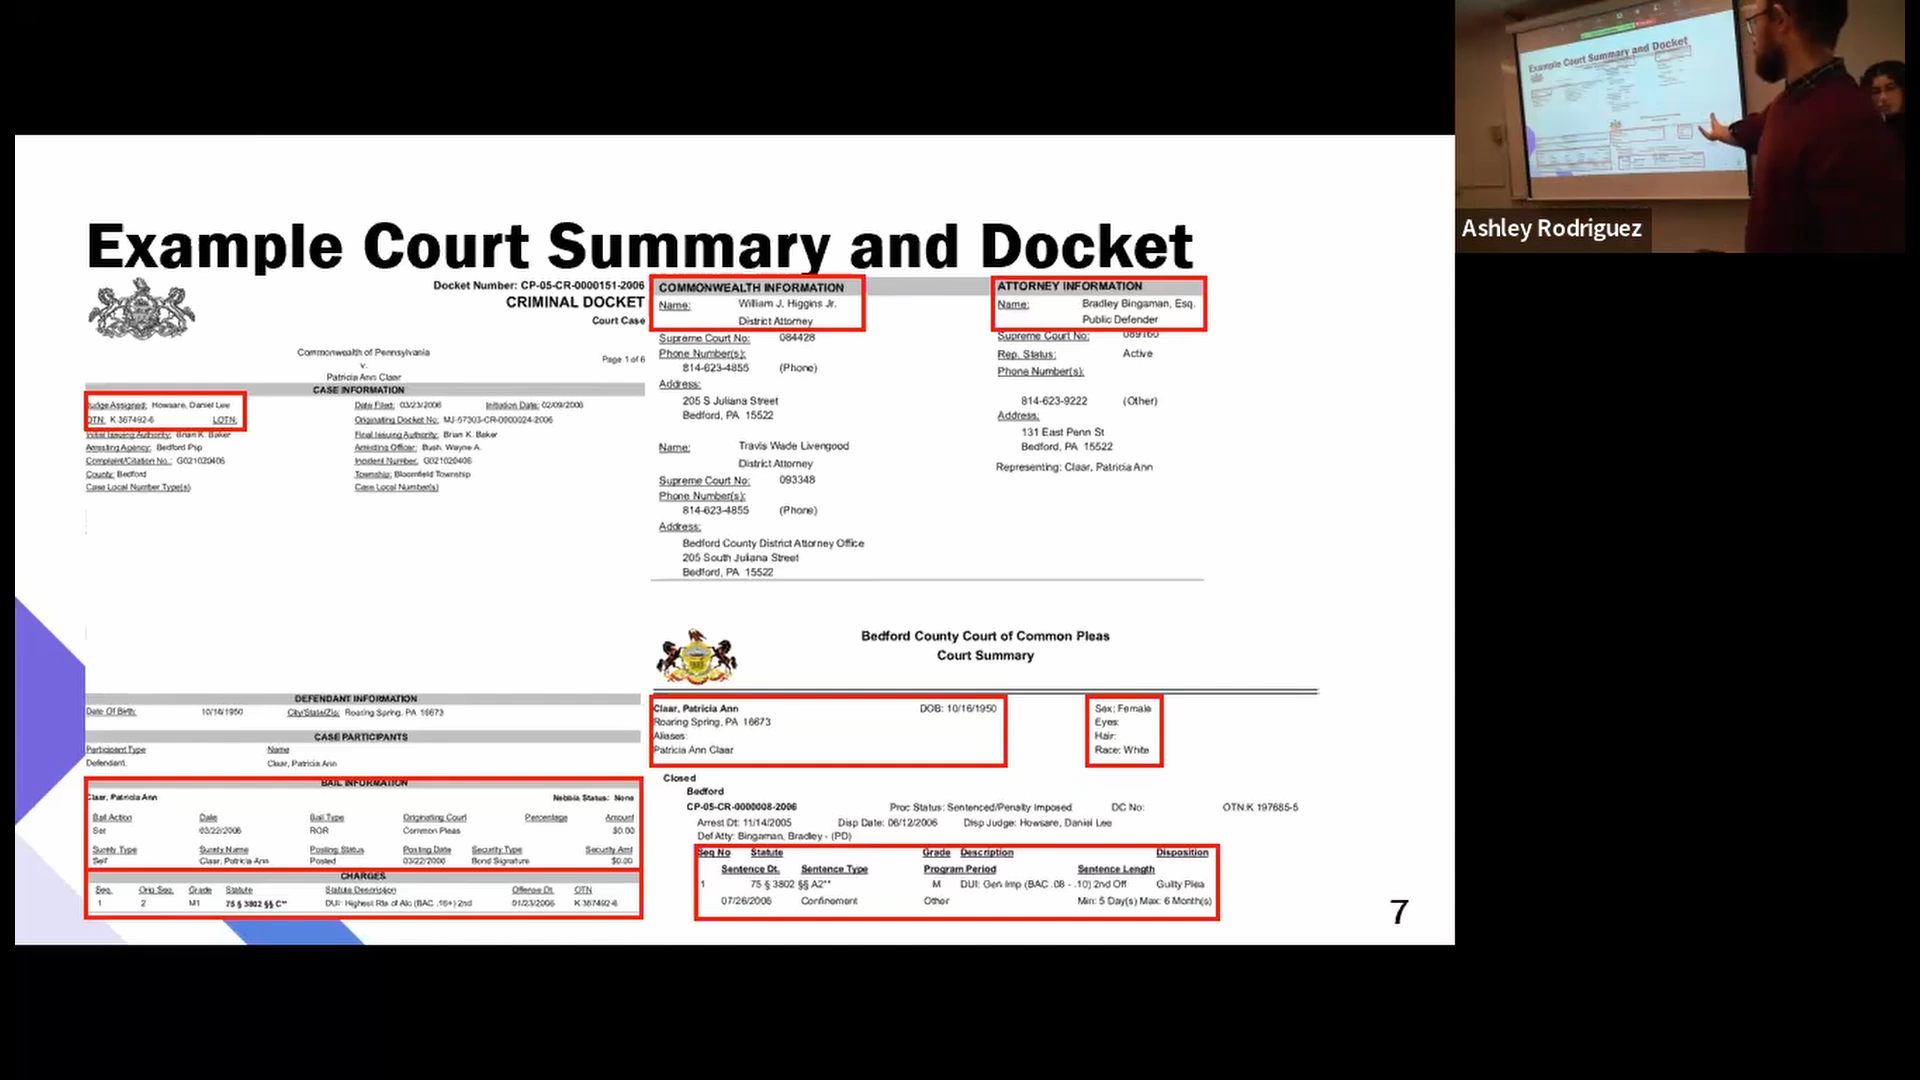 Example Court Summary and Docket
Docket Number: CP-05-CR-0000151-2006
CRIMINAL DOCKET
Court Case
Commonwealth of Pennsylvania
Page 1 of 6
v.
Patricia Ann Claar
CASE INFORMATION
Judge Assigned: Howsare, Daniel Lee Date Filed: 03/23/2006 Initiation Date: 02/09/2006
OTN: K 367492-6 LOTN: Originating Docket No: MJ-57303-CR-0000024-2006
Initial Issuing Authority: Brian K. Baker Final Issuing Authority: Brian K. Baker
Arresting Agency: Bedford Psp Arresting Officer: Bush, Wayne A.
Complaint/Citation No.: G021020406 Incident Number: G021020406
County: Bedford Township: Bloomfield Township
Case Local Number Type(s) Case Local Number(s)
DEFENDANT INFORMATION
Date Of Birth: City/State/Zip: Roaring Spring, PA 16673
CASE PARTICIPANTS
Participant Type Name
Defendant Claar, Patricia Ann
BAIL INFORMATION
Claar, Patricia Ann Nebbia Status: None
Bail Action Date Bail Type Originating Court Percentage Amount
Set 03/22/2006 ROR Common Pleas $0.00
Surety Type Surety Name Posting Status Posting Date Security Type Security Amt
Self Claar, Patricia Ann Posted 03/22/2006 Bond Signature $0.00
CHARGES
Seq. Orig Seq. Grade Statute Statute Description Offense Dt. OTN
1 2 M1 75 § 3802 §§ C** DUI: Highest Rte of Alc (BAC .16+) 2nd 01/23/2006 K 367492-6
COMMONWEALTH INFORMATION
Name: William J. Higgins Jr.
District Attorney
Supreme Court No: 084428
Phone Number(s):
814-623-4855 (Phone)
Address:
205 S Juliana Street
Bedford, PA 15522
Name: Travis Wade Livengood
District Attorney
Supreme Court No: 093348
Phone Number(s):
814-623-4855 (Phone)
Address:
Bedford County District Attorney Office
205 South Juliana Street
Bedford, PA 15522
ATTORNEY INFORMATION
Name: Bradley Bingaman, Esq.
Public Defender
Supreme Court No: 089160
Rep. Status: Active
Phone Number(s):
814-623-9222 (Other)
Address:
131 East Penn St
Bedford, PA 15522
Representing: Claar, Patricia Ann
Bedford County Court of Common Pleas
Court Summary
Claar, Patricia Ann DOB: 10/16/1950 Sex: Female
Roaring Spring, PA 16673 Eyes:
Aliases: Hair:
Patricia Ann Claar Race: White
Closed
Bedford
CP-05-CR-0000008-2006 Proc Status: Sentenced/Penalty Imposed DC No: OTN:K 197685-5
Arrest Dt: 11/14/2005 Disp Date: 06/12/2006 Disp Judge: Howsare, Daniel Lee
Def Atty: Bingaman, Bradley - (PD)
Seq No Statute Grade Description Disposition
Sentence Dt. Sentence Type Program Period Sentence Length
1 75 § 3802 §§ A2** M DUI: Gen Imp (BAC .08 - .10) 2nd Off Guilty Plea
07/26/2006 Confinement Other Min: 5 Day(s) Max: 6 Month(s)
7
Example Court Summary and Docket
Ashley Rodriguez